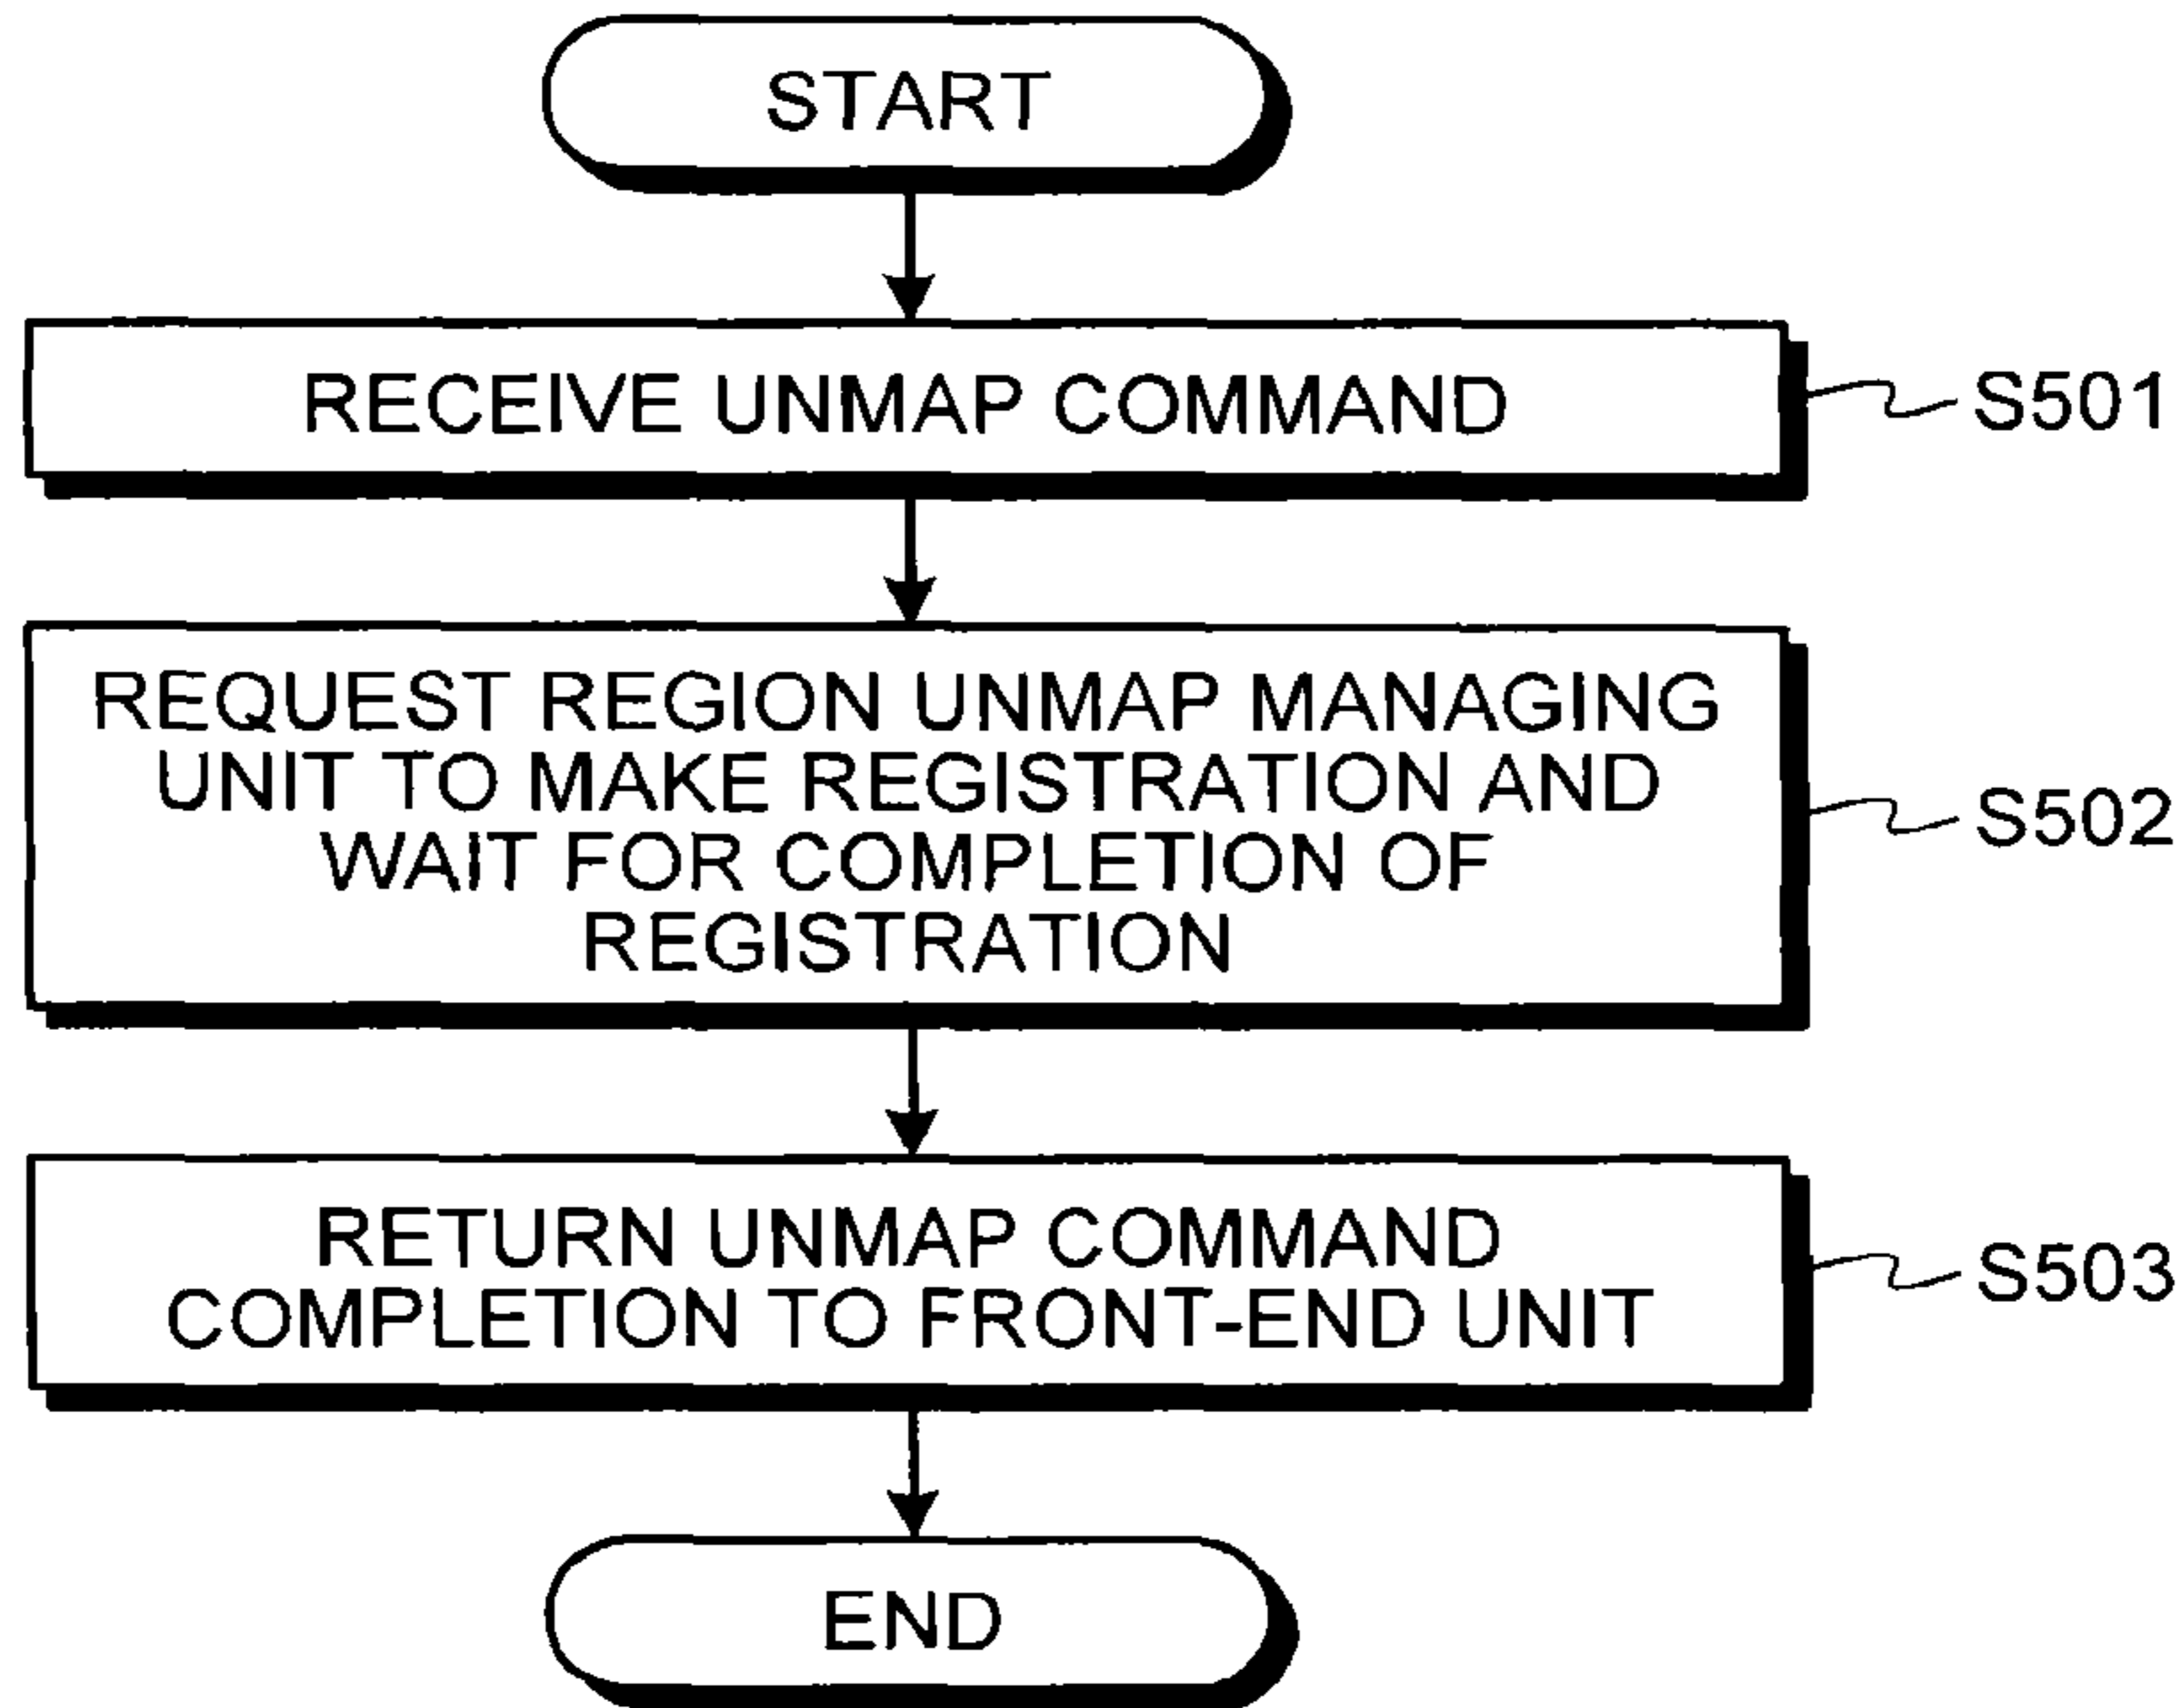 START
RECEIVE UNMAP COMMAND
S501
REQUEST REGION UNMAP MANAGING
UNIT TO MAKE REGISTRATION AND
WAIT FOR COMPLETION OF
REGISTRATION
S502
RETURN UNMAP COMMAND
COMPLETION TO FRONT-END UNIT
S503
END